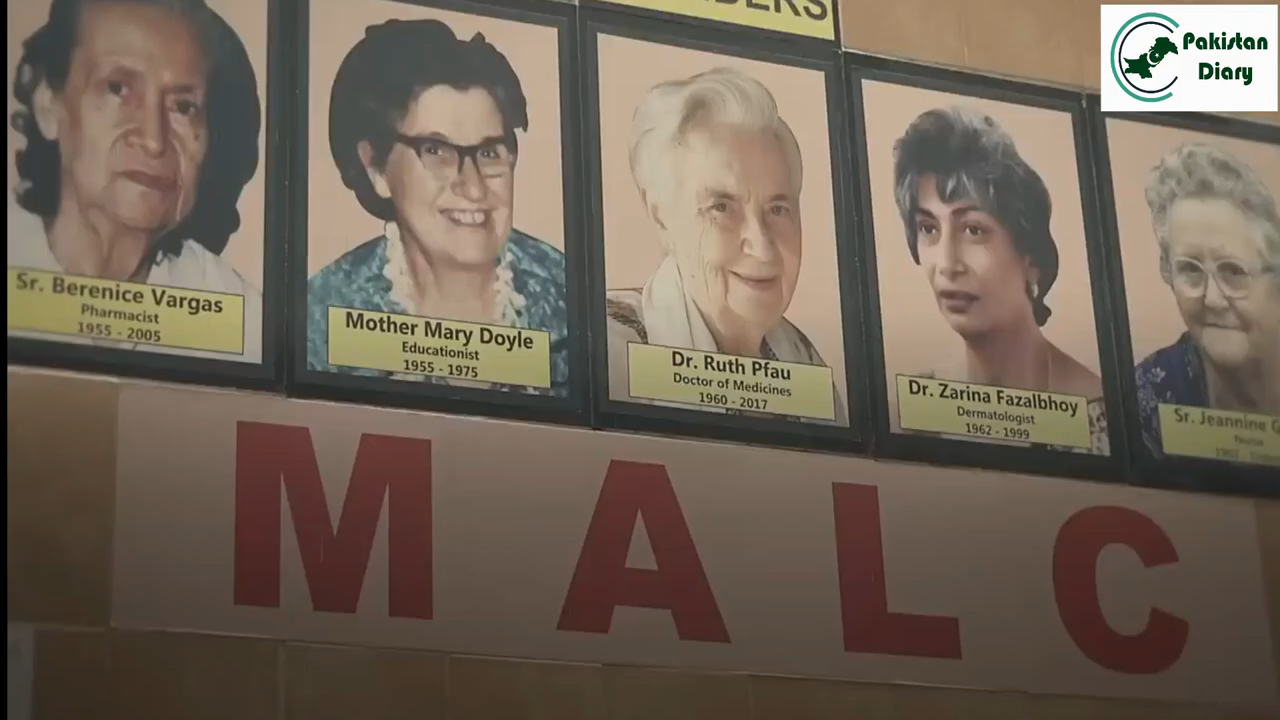 Pakistan
Diary
Sr. Berenice Vargas
Pharmacist
1955 - 2005
Mother Mary Doyle
Educationist
1955 - 1975
Dr. Ruth Pfau
Doctor of Medicines
1960 - 2017
Dr. Zarina Fazalbhoy
Dermatologist
1962 - 1999
Sr. Jeannine
Nurse
MALC